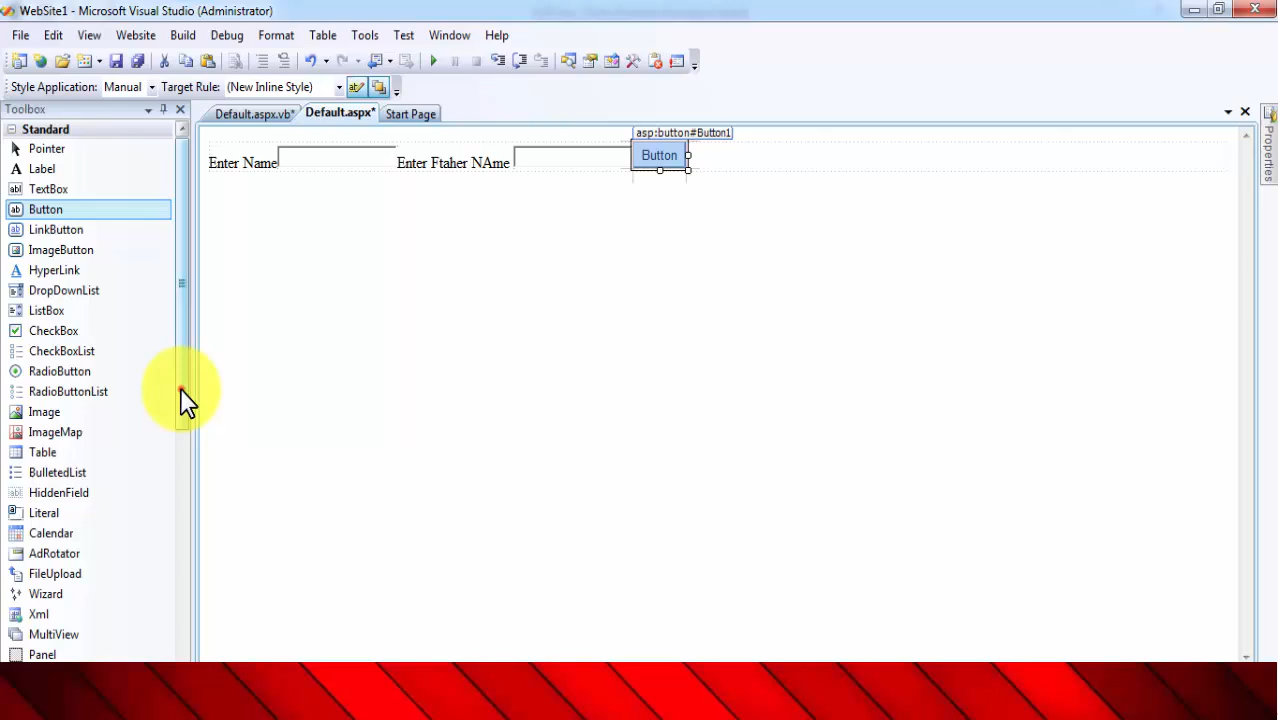 WebSite1 - Microsoft Visual Studio (Administrator)
File Edit View Website Build Debug Format Table Tools Test Window Help
Style Application: Manual Target Rule: (New Inline Style)
Toolbox
Default.aspx.vb* Default.aspx* Start Page
Standard
asp:button#Button1
Pointer
Enter Name Enter Ftaher NAme Button
Label
TextBox
Button
LinkButton
ImageButton
HyperLink
DropDownList
ListBox
CheckBox
CheckBoxList
RadioButton
RadioButtonList
Image
ImageMap
Table
BulletedList
HiddenField
Literal
Calendar
AdRotator
FileUpload
Wizard
Xml
MultiView
Panel
Properties